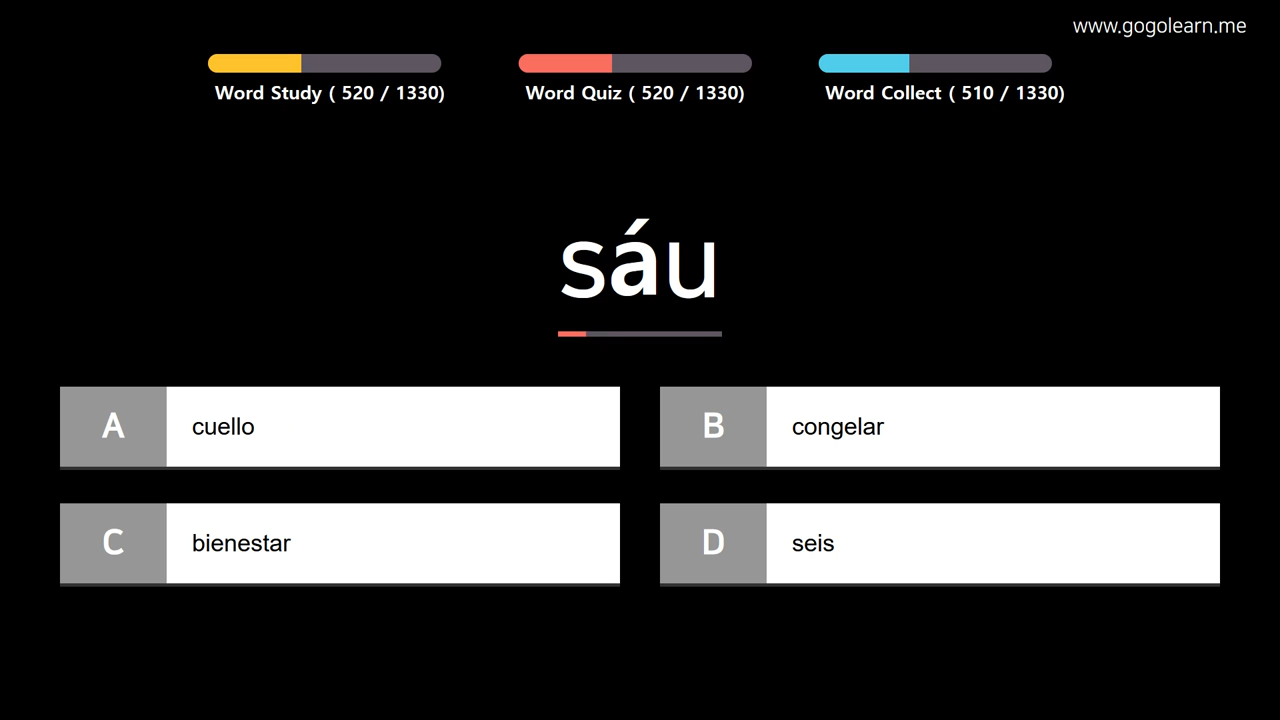 www.gogolearn.me
Word Study ( 520 / 1330)
Word Quiz ( 520 / 1330)
Word Collect ( 510 / 1330)
sáu
A cuello
B congelar
C bienestar
D seis